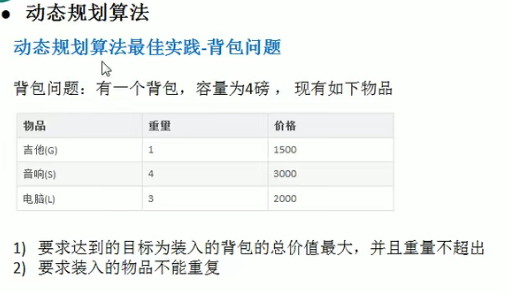 ● 动态规划算法
动态规划算法最佳实践-背包问题
背包问题：有一个背包，容量为4磅 ， 现有如下物品
物品 重量 价格
吉他(G) 1 1500
音响(S) 4 3000
电脑(L) 3 2000
1) 要求达到的目标为装入的背包的总价值最大，并且重量不超出
2) 要求装入的物品不能重复